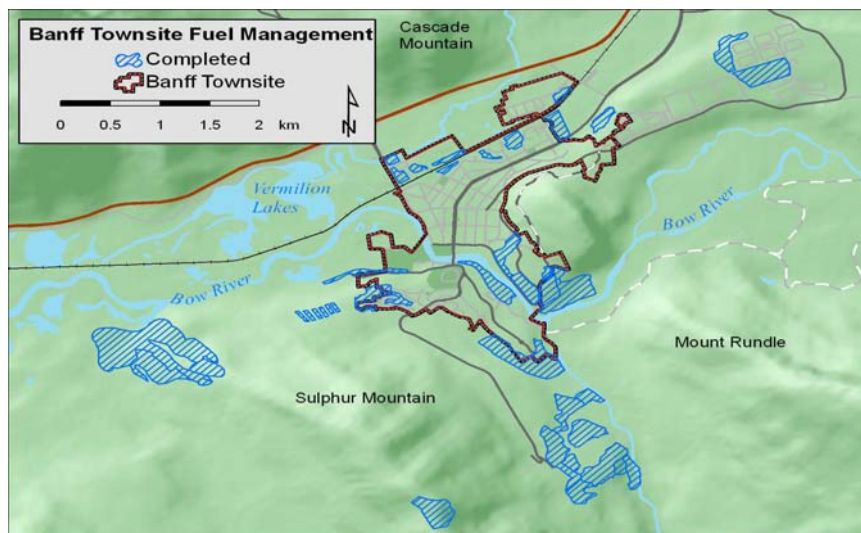 Banff Townsite Fuel Management
Completed
Banff Townsite
N
0 0.5 1 1.5 2 km
Cascade
Mountain
Vermilion
Lakes
Bow River
Bow River
Mount Rundle
Sulphur Mountain